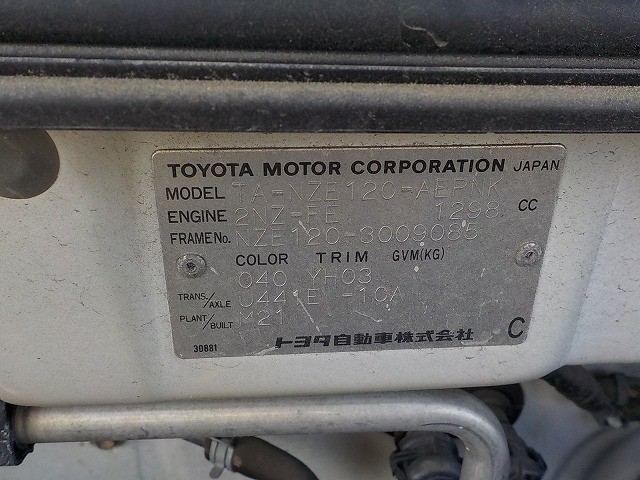 TOYOTA MOTOR CORPORATION JAPAN
MODEL TA-NZE120-AEPNK
ENGINE 2NZ-FE 1298 CC
FRAME No. NZE120-3009085
COLOR TRIM GVM(KG)
040 YH03
TRANS./AXLE U441E -10A
PLANT/BUILT M21
30881 トヨタ自動車株式会社 C